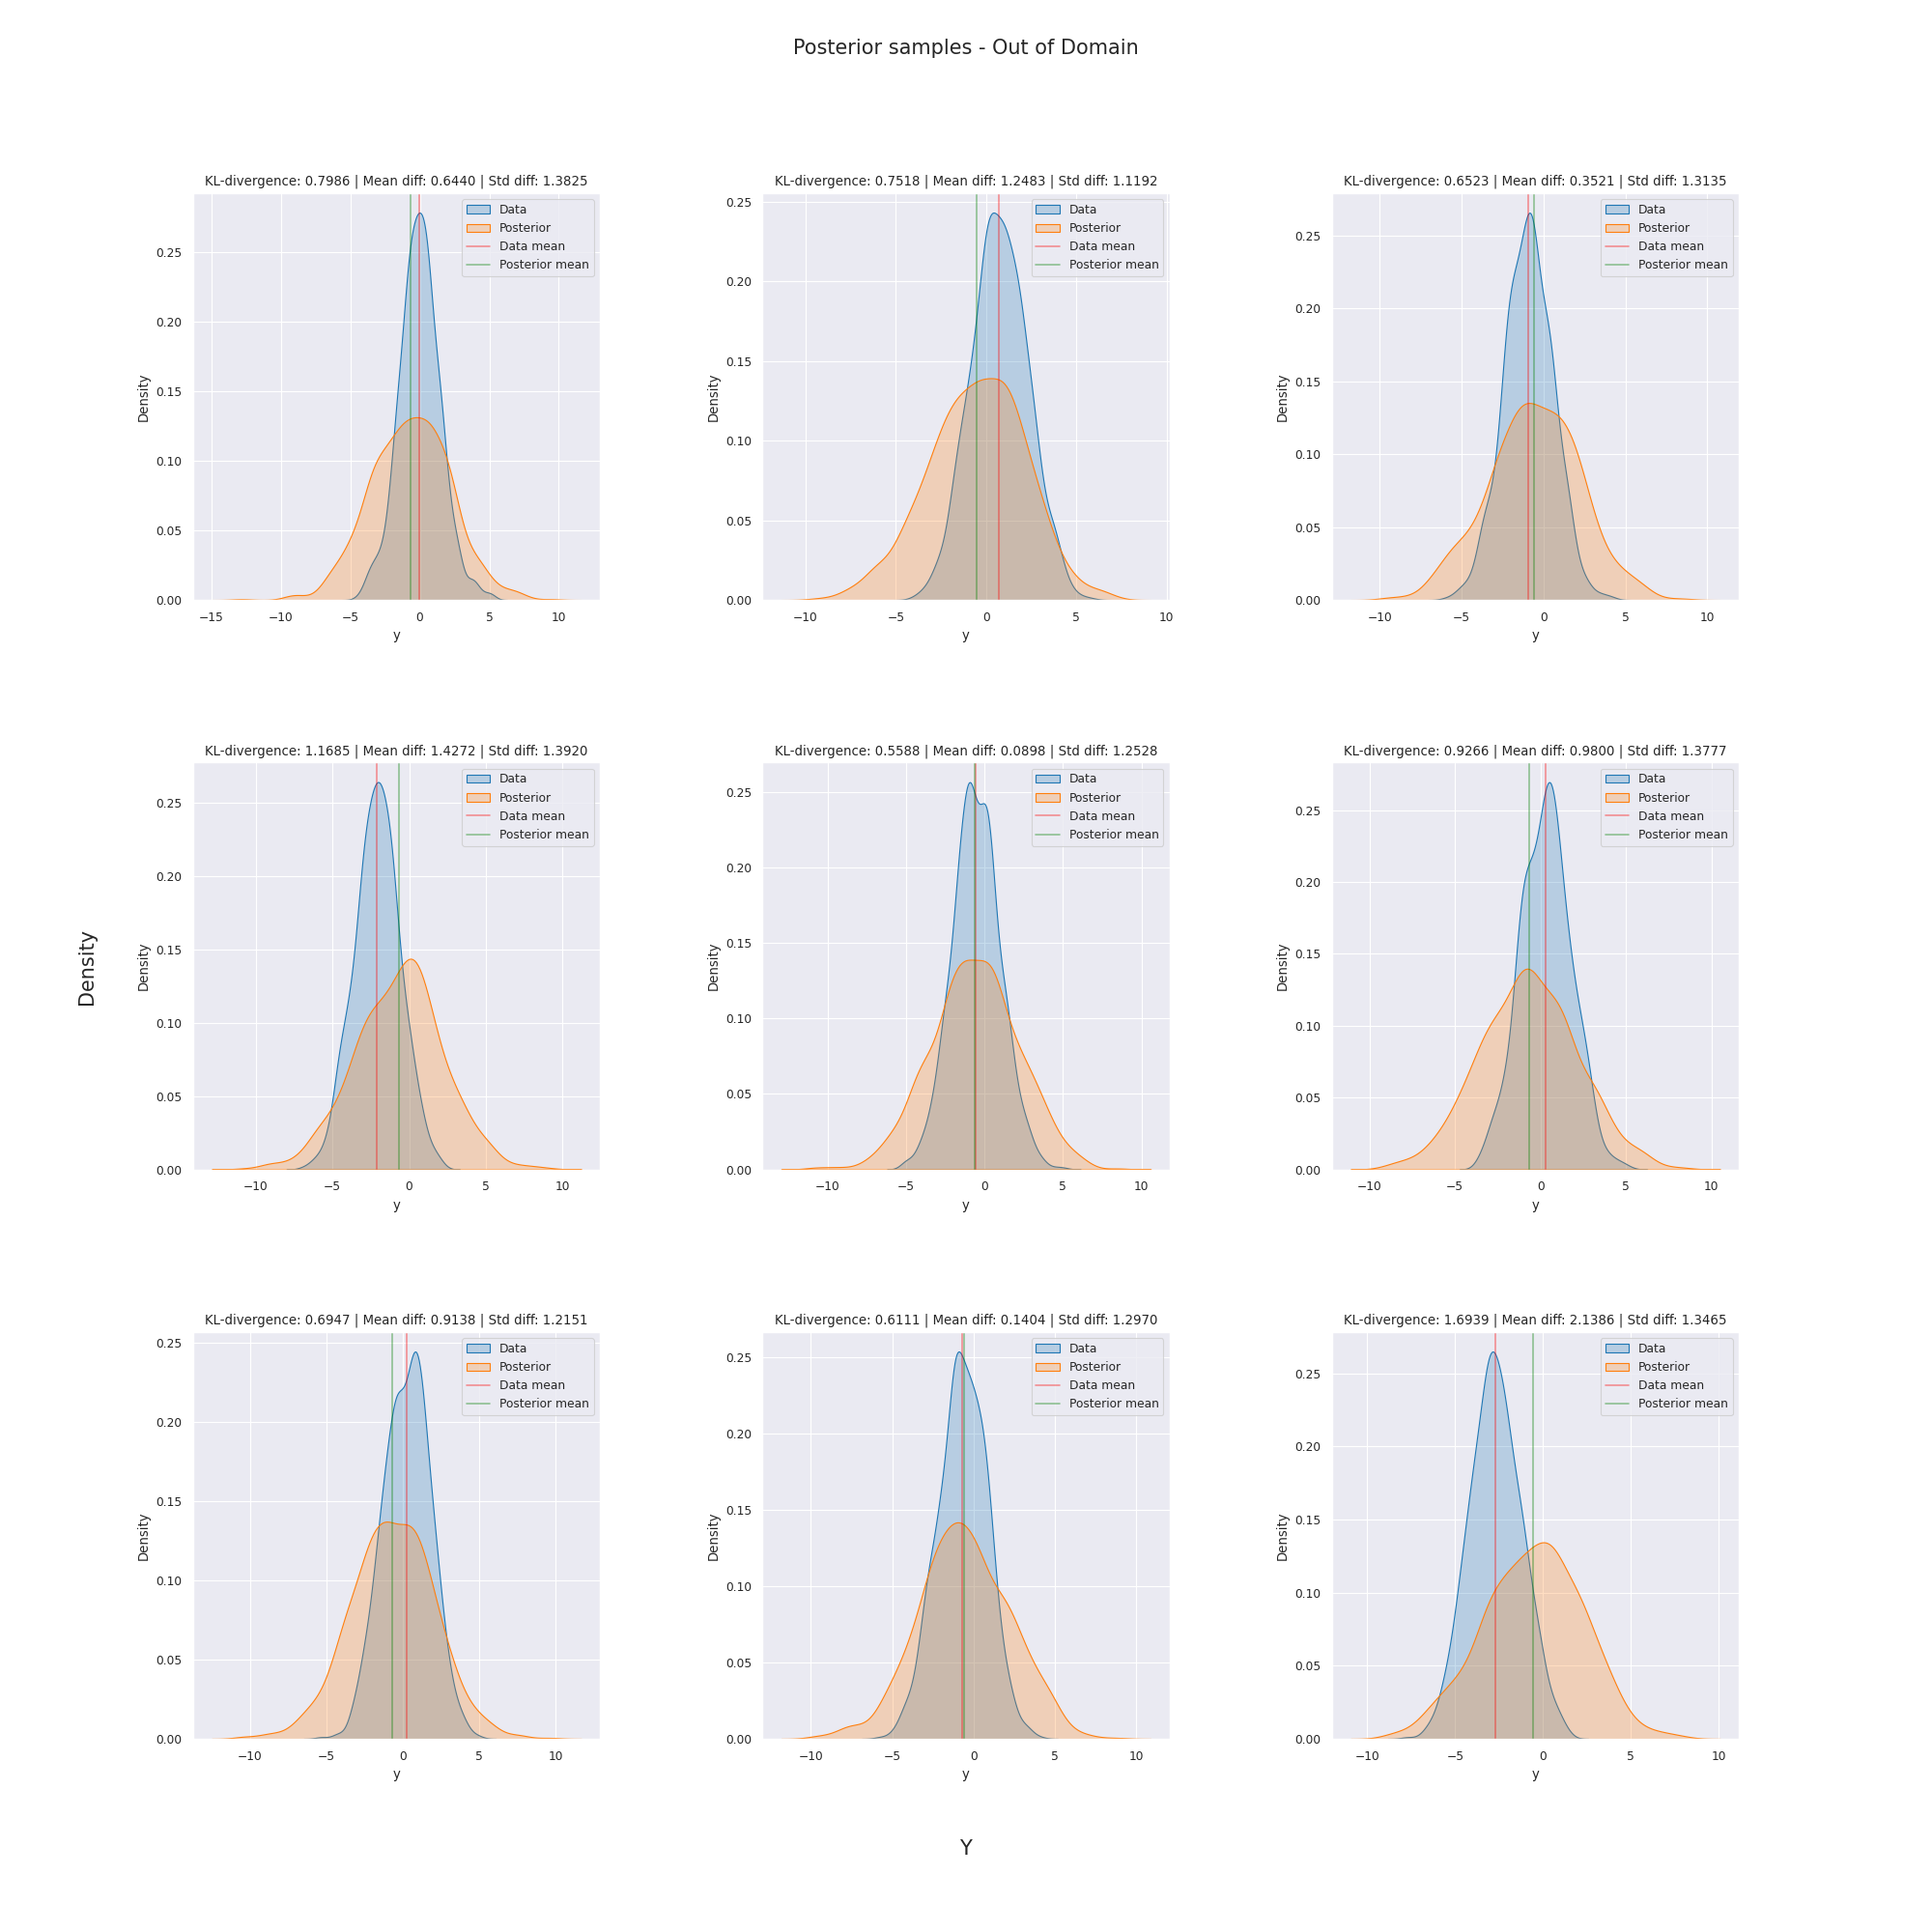 Posterior samples - Out of Domain
KL-divergence: 0.7986 | Mean diff: 0.6440 | Std diff: 1.3825
Data
Posterior
Data mean
Posterior mean
0.25
0.20
0.15
0.10
0.05
0.00
Density
−15 −10 −5 0 5 10
y
KL-divergence: 0.7518 | Mean diff: 1.2483 | Std diff: 1.1192
Data
Posterior
Data mean
Posterior mean
0.25
0.20
0.15
0.10
0.05
0.00
Density
−10 −5 0 5 10
y
KL-divergence: 0.6523 | Mean diff: 0.3521 | Std diff: 1.3135
Data
Posterior
Data mean
Posterior mean
0.25
0.20
0.15
0.10
0.05
0.00
Density
−10 −5 0 5 10
y
Density
KL-divergence: 1.1685 | Mean diff: 1.4272 | Std diff: 1.3920
Data
Posterior
Data mean
Posterior mean
0.25
0.20
0.15
0.10
0.05
0.00
Density
−10 −5 0 5 10
y
KL-divergence: 0.5588 | Mean diff: 0.0898 | Std diff: 1.2528
Data
Posterior
Data mean
Posterior mean
0.25
0.20
0.15
0.10
0.05
0.00
Density
−10 −5 0 5 10
y
KL-divergence: 0.9266 | Mean diff: 0.9800 | Std diff: 1.3777
Data
Posterior
Data mean
Posterior mean
0.25
0.20
0.15
0.10
0.05
0.00
Density
−10 −5 0 5 10
y
KL-divergence: 0.6947 | Mean diff: 0.9138 | Std diff: 1.2151
Data
Posterior
Data mean
Posterior mean
0.25
0.20
0.15
0.10
0.05
0.00
Density
−10 −5 0 5 10
y
KL-divergence: 0.6111 | Mean diff: 0.1404 | Std diff: 1.2970
Data
Posterior
Data mean
Posterior mean
0.25
0.20
0.15
0.10
0.05
0.00
Density
−10 −5 0 5 10
y
KL-divergence: 1.6939 | Mean diff: 2.1386 | Std diff: 1.3465
Data
Posterior
Data mean
Posterior mean
0.25
0.20
0.15
0.10
0.05
0.00
Density
−10 −5 0 5 10
y
Y